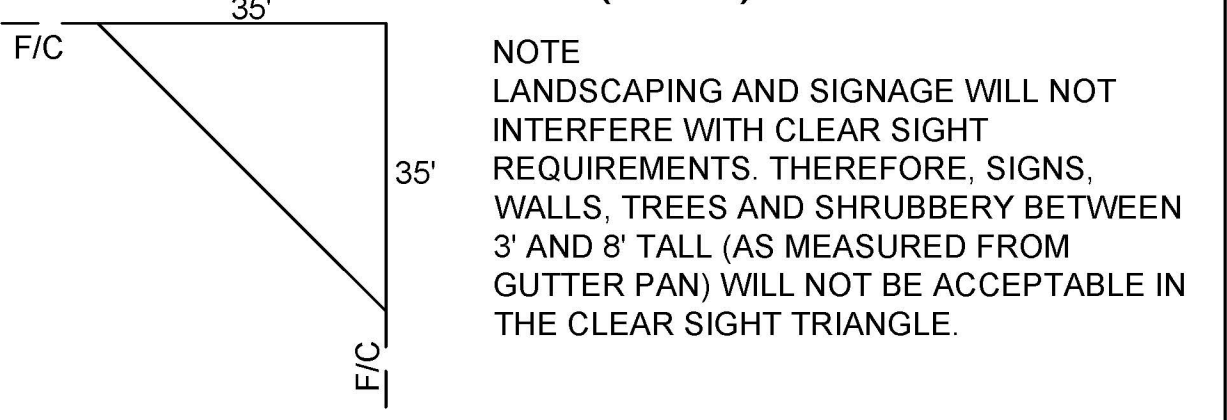 35'
F/C
NOTE
LANDSCAPING AND SIGNAGE WILL NOT
INTERFERE WITH CLEAR SIGHT
REQUIREMENTS. THEREFORE, SIGNS,
35'
WALLS, TREES AND SHRUBBERY BETWEEN
3' AND 8' TALL (AS MEASURED FROM
GUTTER PAN) WILL NOT BE ACCEPTABLE IN
THE CLEAR SIGHT TRIANGLE.
F/C